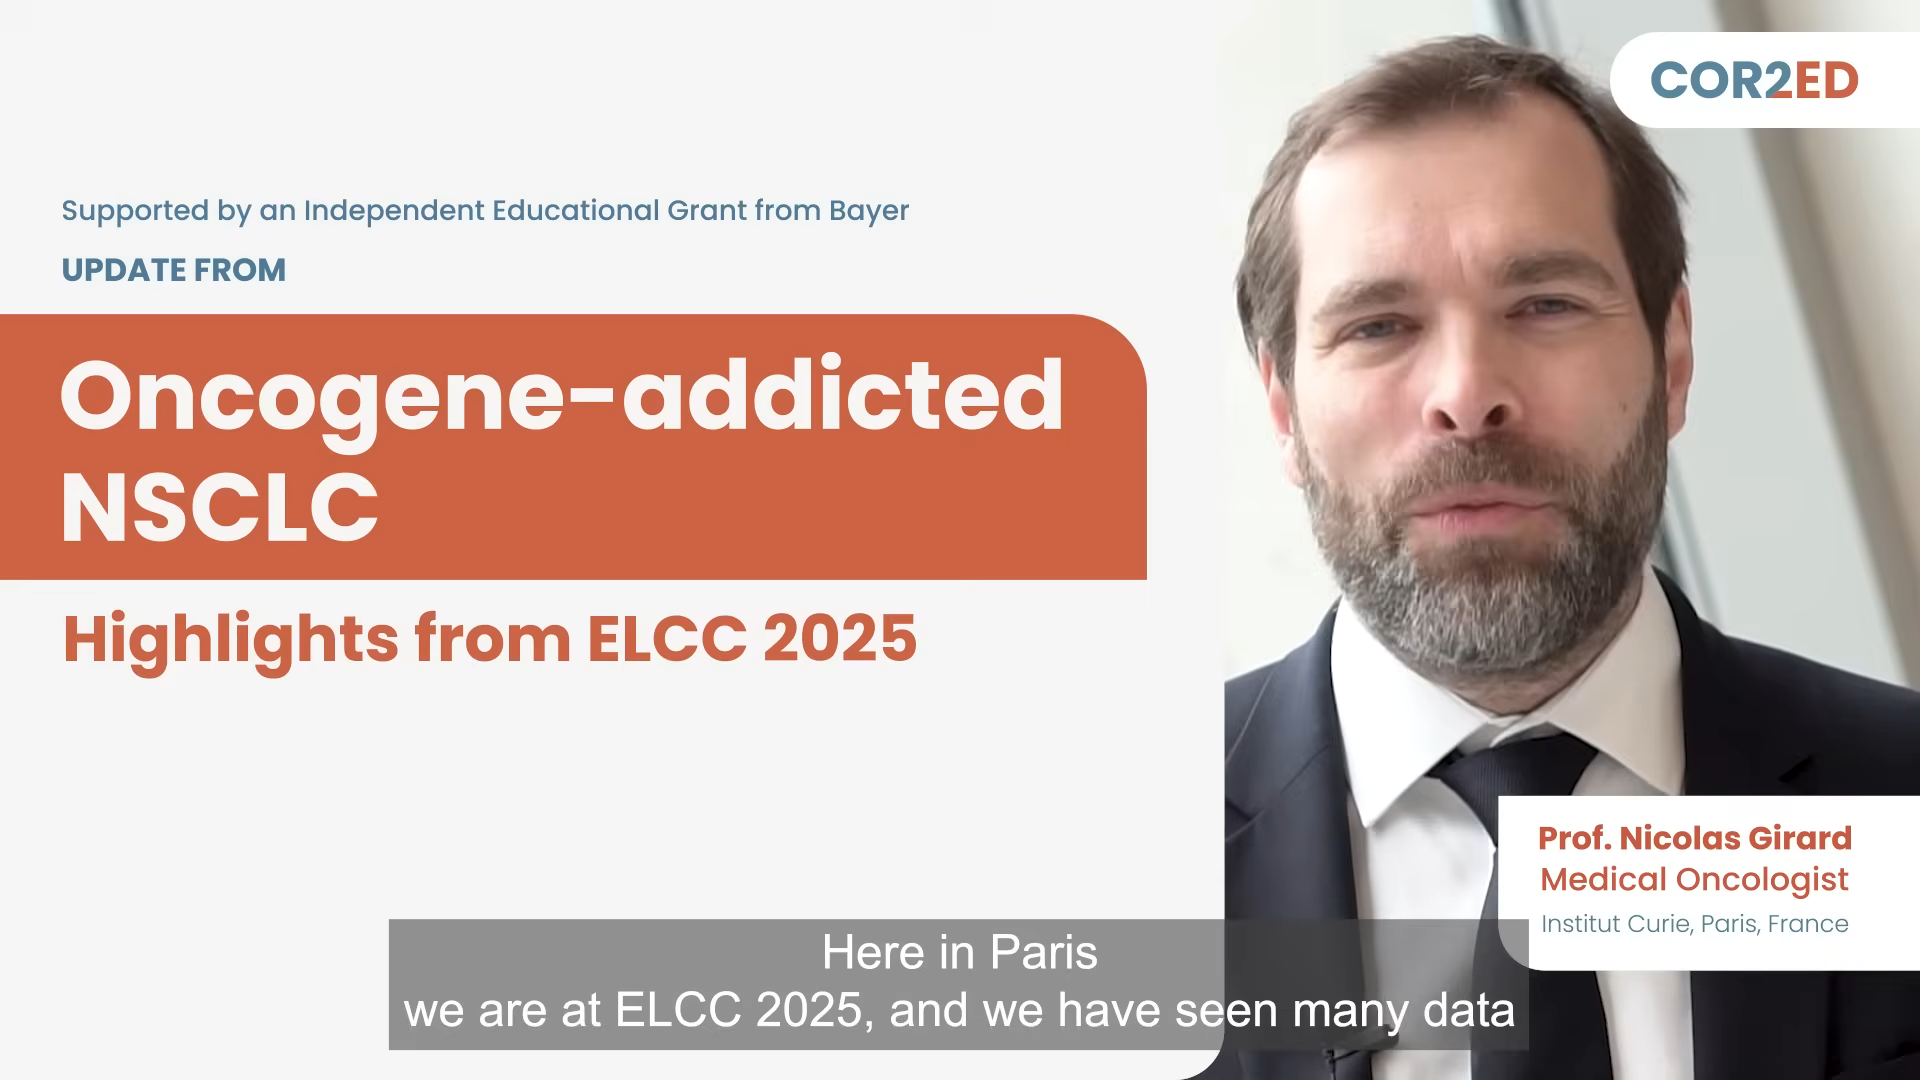 COR2ED
Supported by an Independent Educational Grant from Bayer
UPDATE FROM
Oncogene-addicted
NSCLC
Highlights from ELCC 2025
Prof. Nicolas Girard
Medical Oncologist
Institut Curie, Paris, France
Here in Paris
we are at ELCC 2025, and we have seen many data